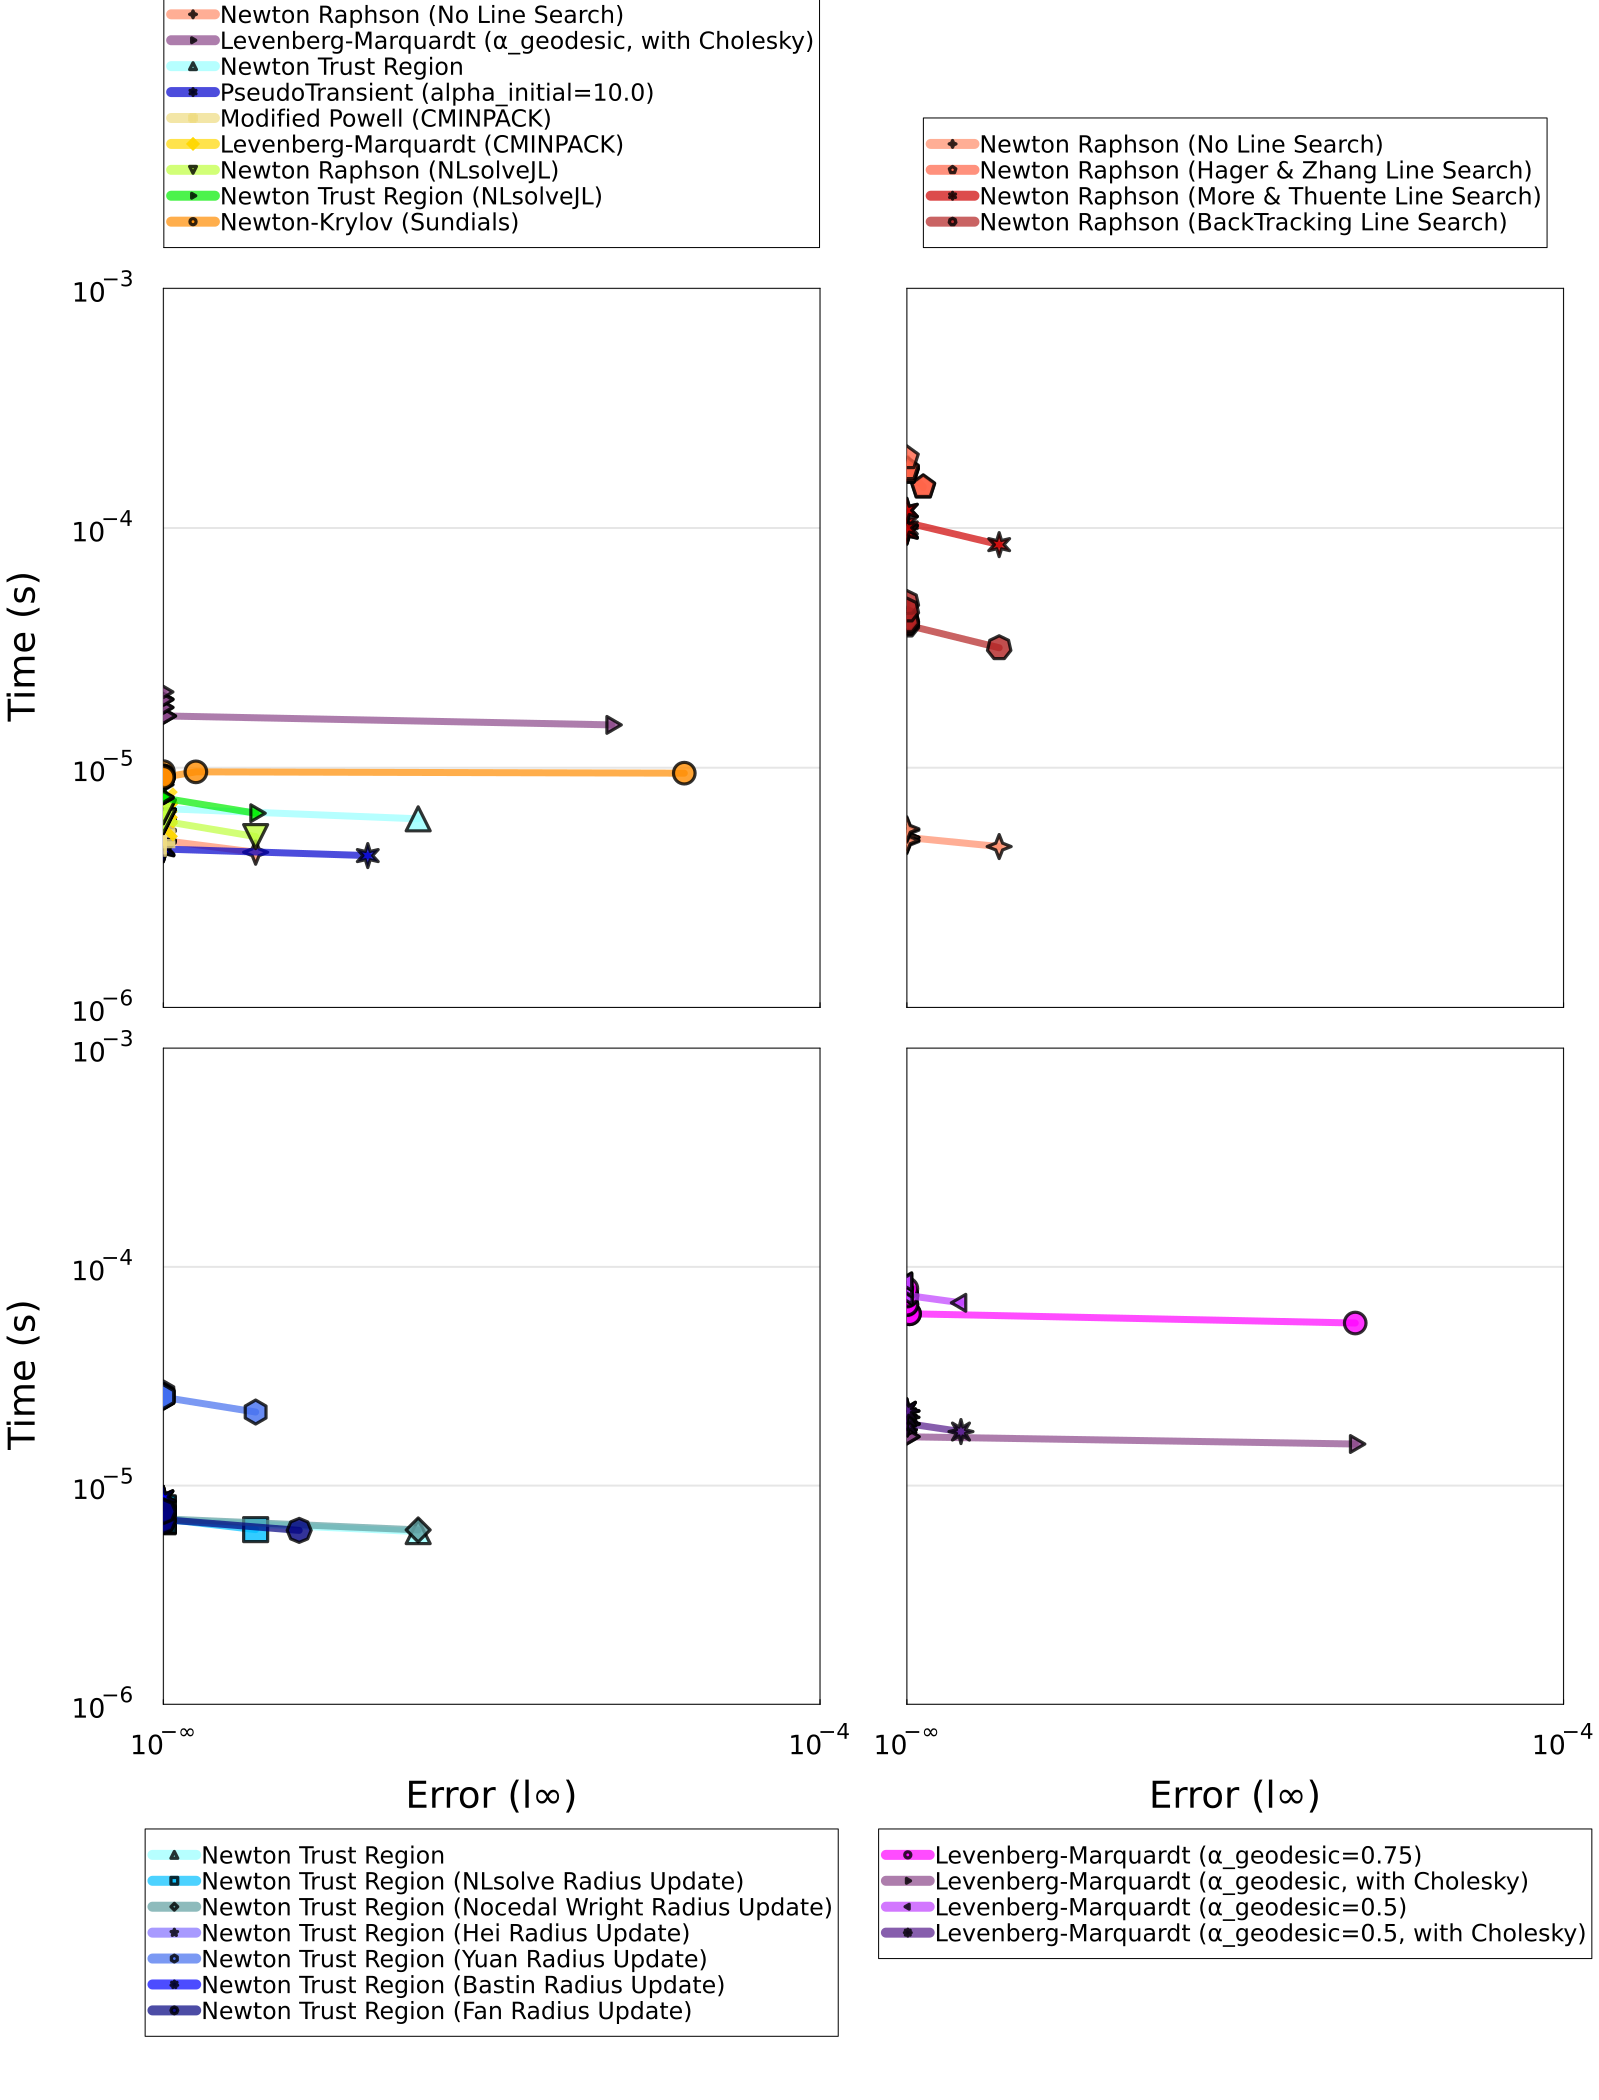 Newton Raphson (No Line Search)
Levenberg-Marquardt (α_geodesic, with Cholesky)
Newton Trust Region
PseudoTransient (alpha_initial=10.0)
Modified Powell (CMINPACK)
Levenberg-Marquardt (CMINPACK)
Newton Raphson (NLsolveJL)
Newton Trust Region (NLsolveJL)
Newton-Krylov (Sundials)
Newton Raphson (No Line Search)
Newton Raphson (Hager & Zhang Line Search)
Newton Raphson (More & Thuente Line Search)
Newton Raphson (BackTracking Line Search)
Time (s)
10⁻³
10⁻⁴
10⁻⁵
10⁻⁶
Time (s)
10⁻³
10⁻⁴
10⁻⁵
10⁻⁶
10^−∞
10⁻⁴
10^−∞
10⁻⁴
Error (l∞)
Error (l∞)
Newton Trust Region
Newton Trust Region (NLsolve Radius Update)
Newton Trust Region (Nocedal Wright Radius Update)
Newton Trust Region (Hei Radius Update)
Newton Trust Region (Yuan Radius Update)
Newton Trust Region (Bastin Radius Update)
Newton Trust Region (Fan Radius Update)
Levenberg-Marquardt (α_geodesic=0.75)
Levenberg-Marquardt (α_geodesic, with Cholesky)
Levenberg-Marquardt (α_geodesic=0.5)
Levenberg-Marquardt (α_geodesic=0.5, with Cholesky)